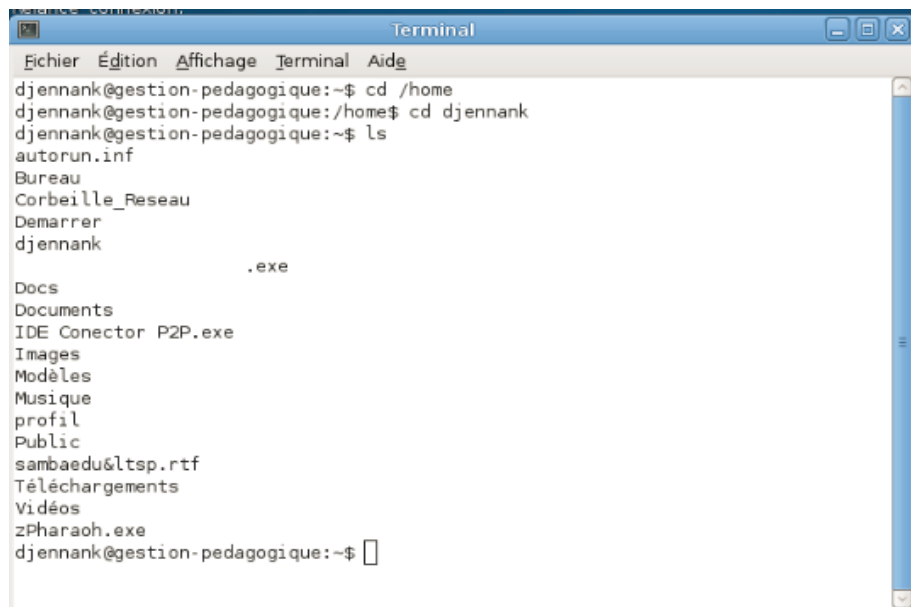 Terminal
Fichier Édition Affichage Terminal Aide
djennank@gestion-pedagogique:~$ cd /home
djennank@gestion-pedagogique:/home$ cd djennank
djennank@gestion-pedagogique:~$ ls
autorun.inf
Bureau
Corbeille_Reseau
Demarrer
djennank
.exe
Docs
Documents
IDE Conector P2P.exe
Images
Modèles
Musique
profil
Public
sambaedu&ltsp.rtf
Téléchargements
Vidéos
zPharaoh.exe
djennank@gestion-pedagogique:~$